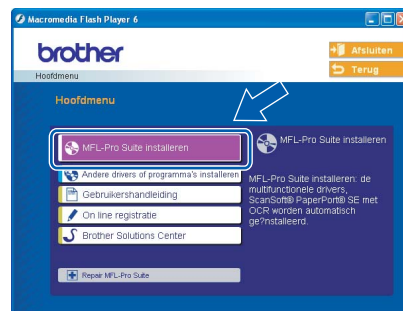 Macromedia Flash Player 6
brother
Afsluiten
Terug
Hoofdmenu
Hoofdmenu
MFL-Pro Suite installeren
Andere drivers of programma's installeren
Gebruikershandleiding
On line registratie
Brother Solutions Center
Repair MFL-Pro Suite
MFL-Pro Suite installeren
MFL-Pro Suite installeren: de
multifunctionele drivers,
ScanSoft® PaperPort® SE met
OCR worden automatisch
ge?nstalleerd.